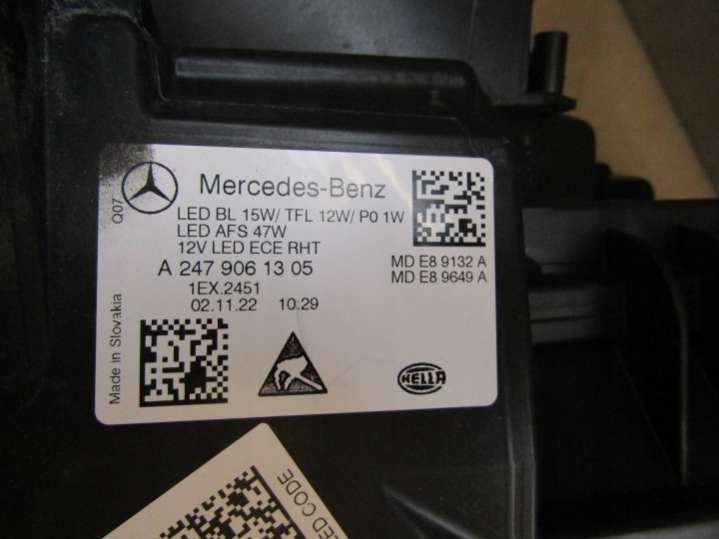 Mercedes-Benz
LED BL 15W/ TFL 12W/ P0 1W
LED AFS 47W
12V LED ECE RHT
A 247 906 13 05
1EX.2451
02.11.22 10:29
MD E8 9132 A
MD E8 9649 A
Q07
Made in Slovakia
HELLA
LED CODE